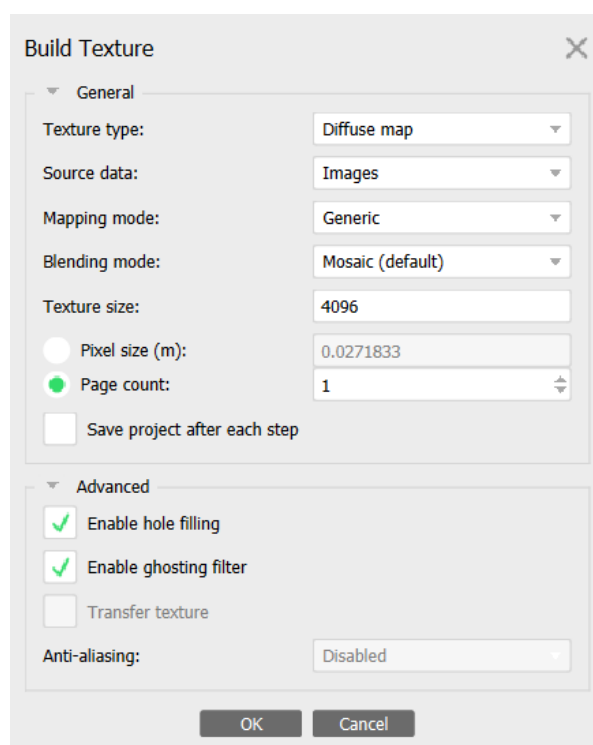 Build Texture
General
Texture type: Diffuse map
Source data: Images
Mapping mode: Generic
Blending mode: Mosaic (default)
Texture size: 4096
Pixel size (m): 0.0271833
Page count: 1
Save project after each step
Advanced
Enable hole filling
Enable ghosting filter
Transfer texture
Anti-aliasing: Disabled
OK Cancel